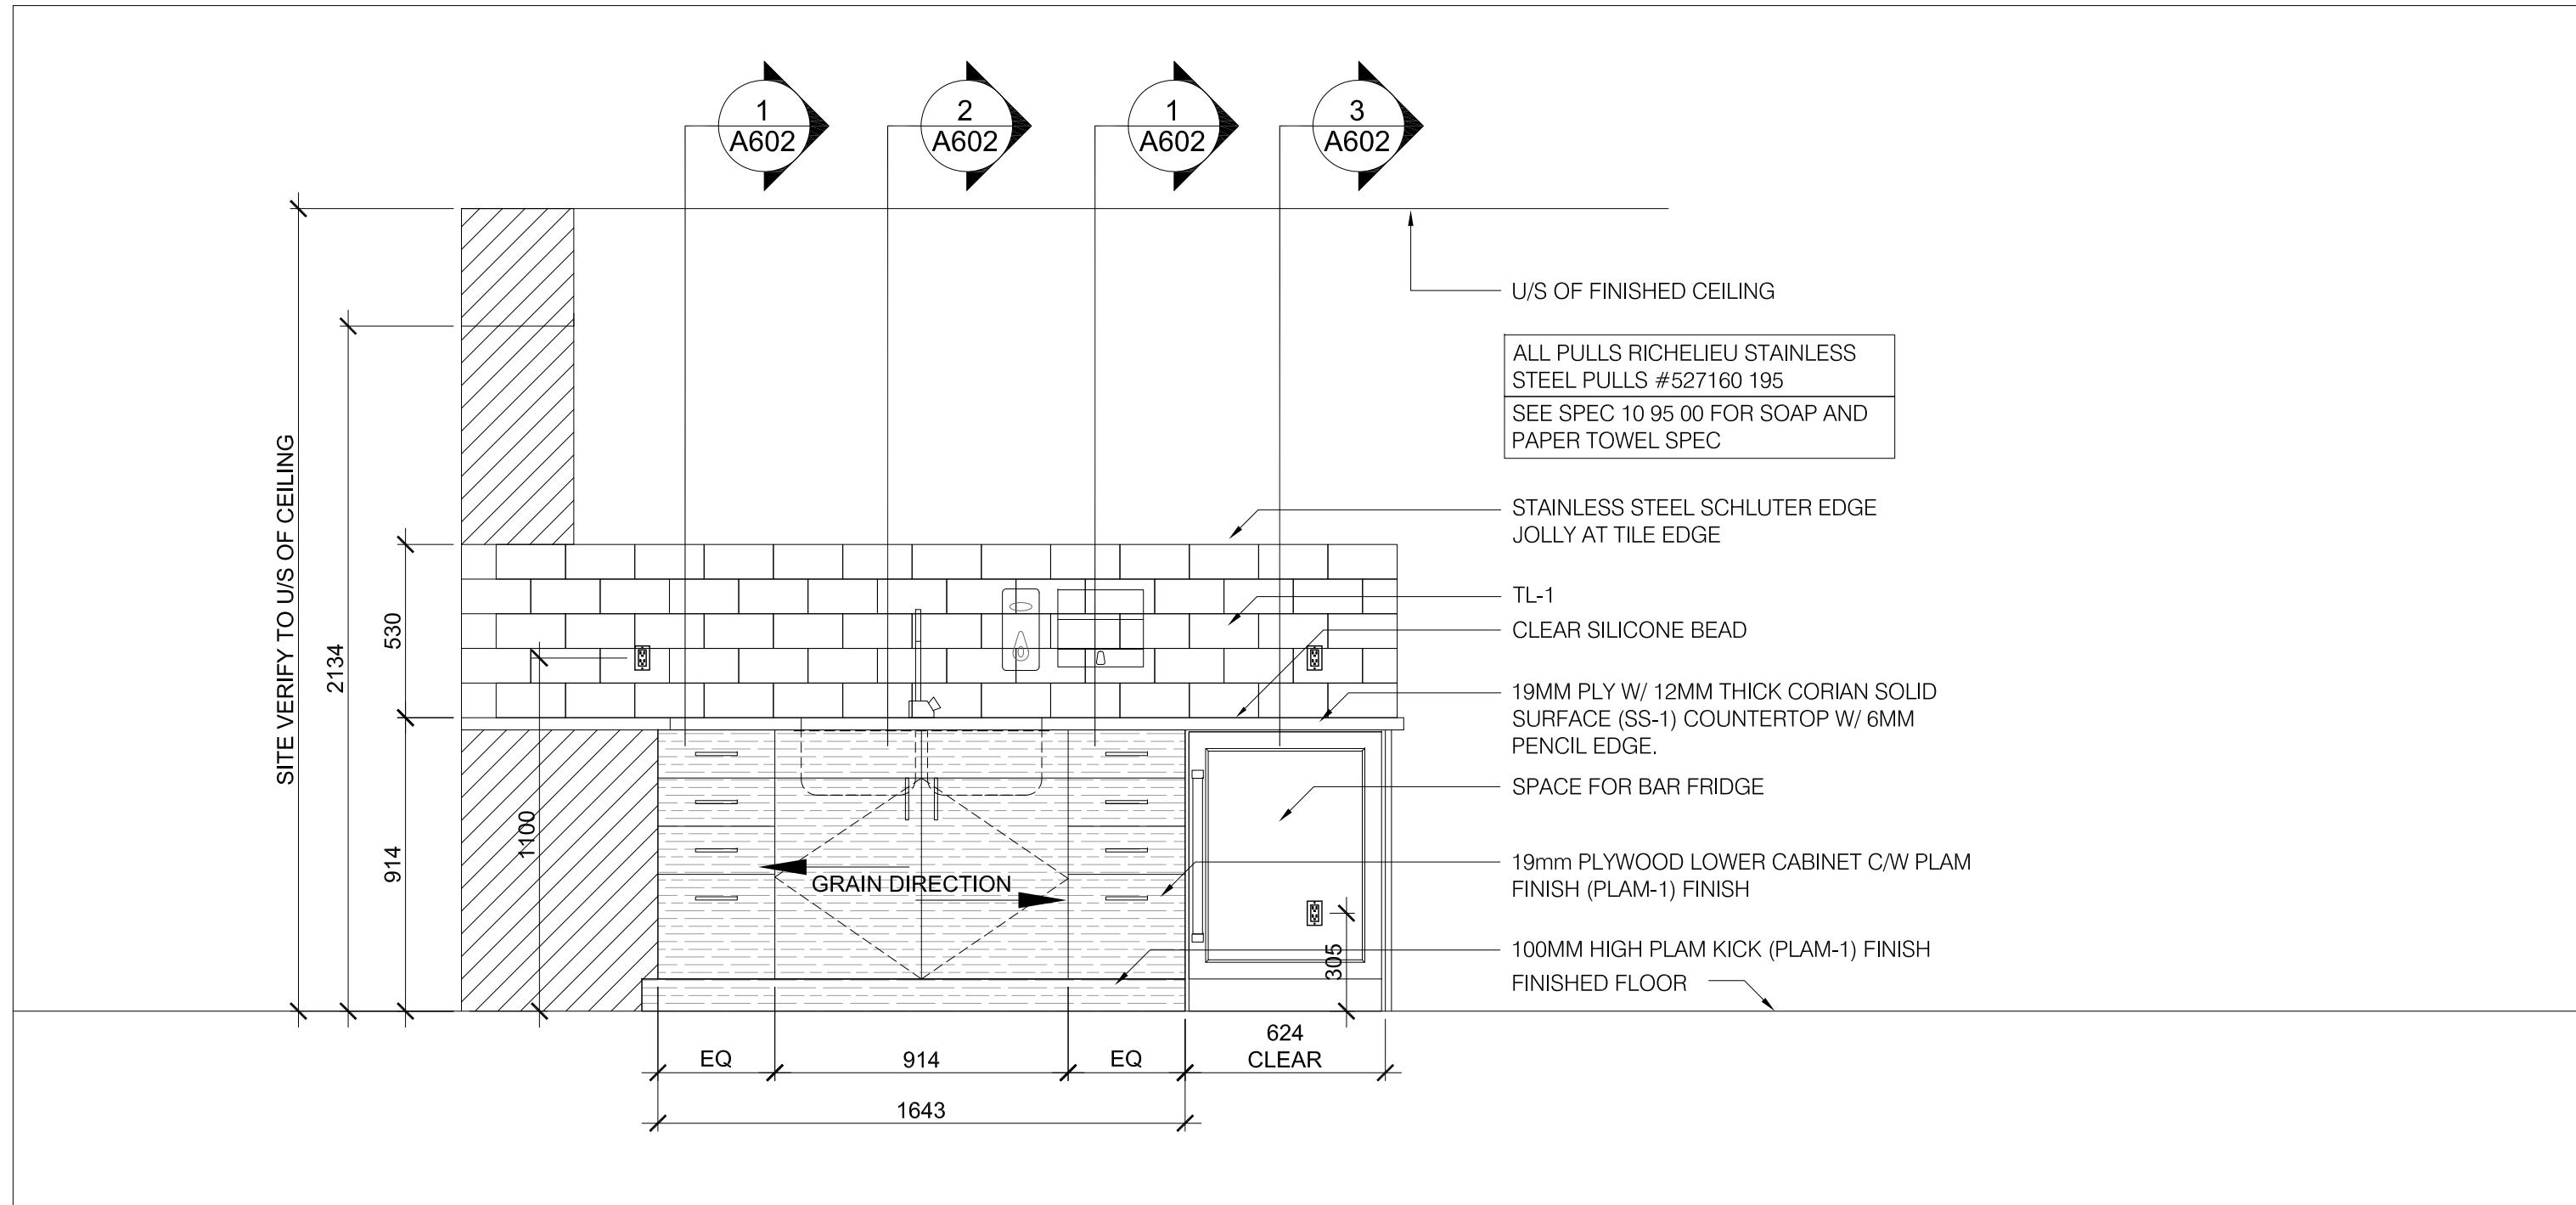 1
A602
2
A602
1
A602
3
A602
U/S OF FINISHED CEILING
ALL PULLS RICHELIEU STAINLESS
STEEL PULLS #527160 195
SEE SPEC 10 95 00 FOR SOAP AND
PAPER TOWEL SPEC
STAINLESS STEEL SCHLUTER EDGE
JOLLY AT TILE EDGE
TL-1
CLEAR SILICONE BEAD
19MM PLY W/ 12MM THICK CORIAN SOLID
SURFACE (SS-1) COUNTERTOP W/ 6MM
PENCIL EDGE.
SPACE FOR BAR FRIDGE
19mm PLYWOOD LOWER CABINET C/W PLAM
FINISH (PLAM-1) FINISH
100MM HIGH PLAM KICK (PLAM-1) FINISH
FINISHED FLOOR
SITE VERIFY TO U/S OF CEILING
2134
530
914
1100
GRAIN DIRECTION
305
EQ
914
EQ
624
CLEAR
1643